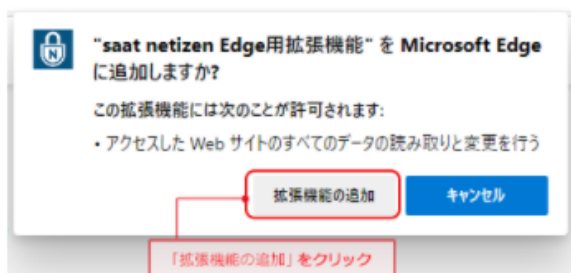 "saat netizen Edge用拡張機能" を Microsoft Edge
に追加しますか?
この拡張機能には次のことが許可されます:
• アクセスした Web サイトのすべてのデータの読み取りと変更を行う
拡張機能の追加
キャンセル
「拡張機能の追加」をクリック